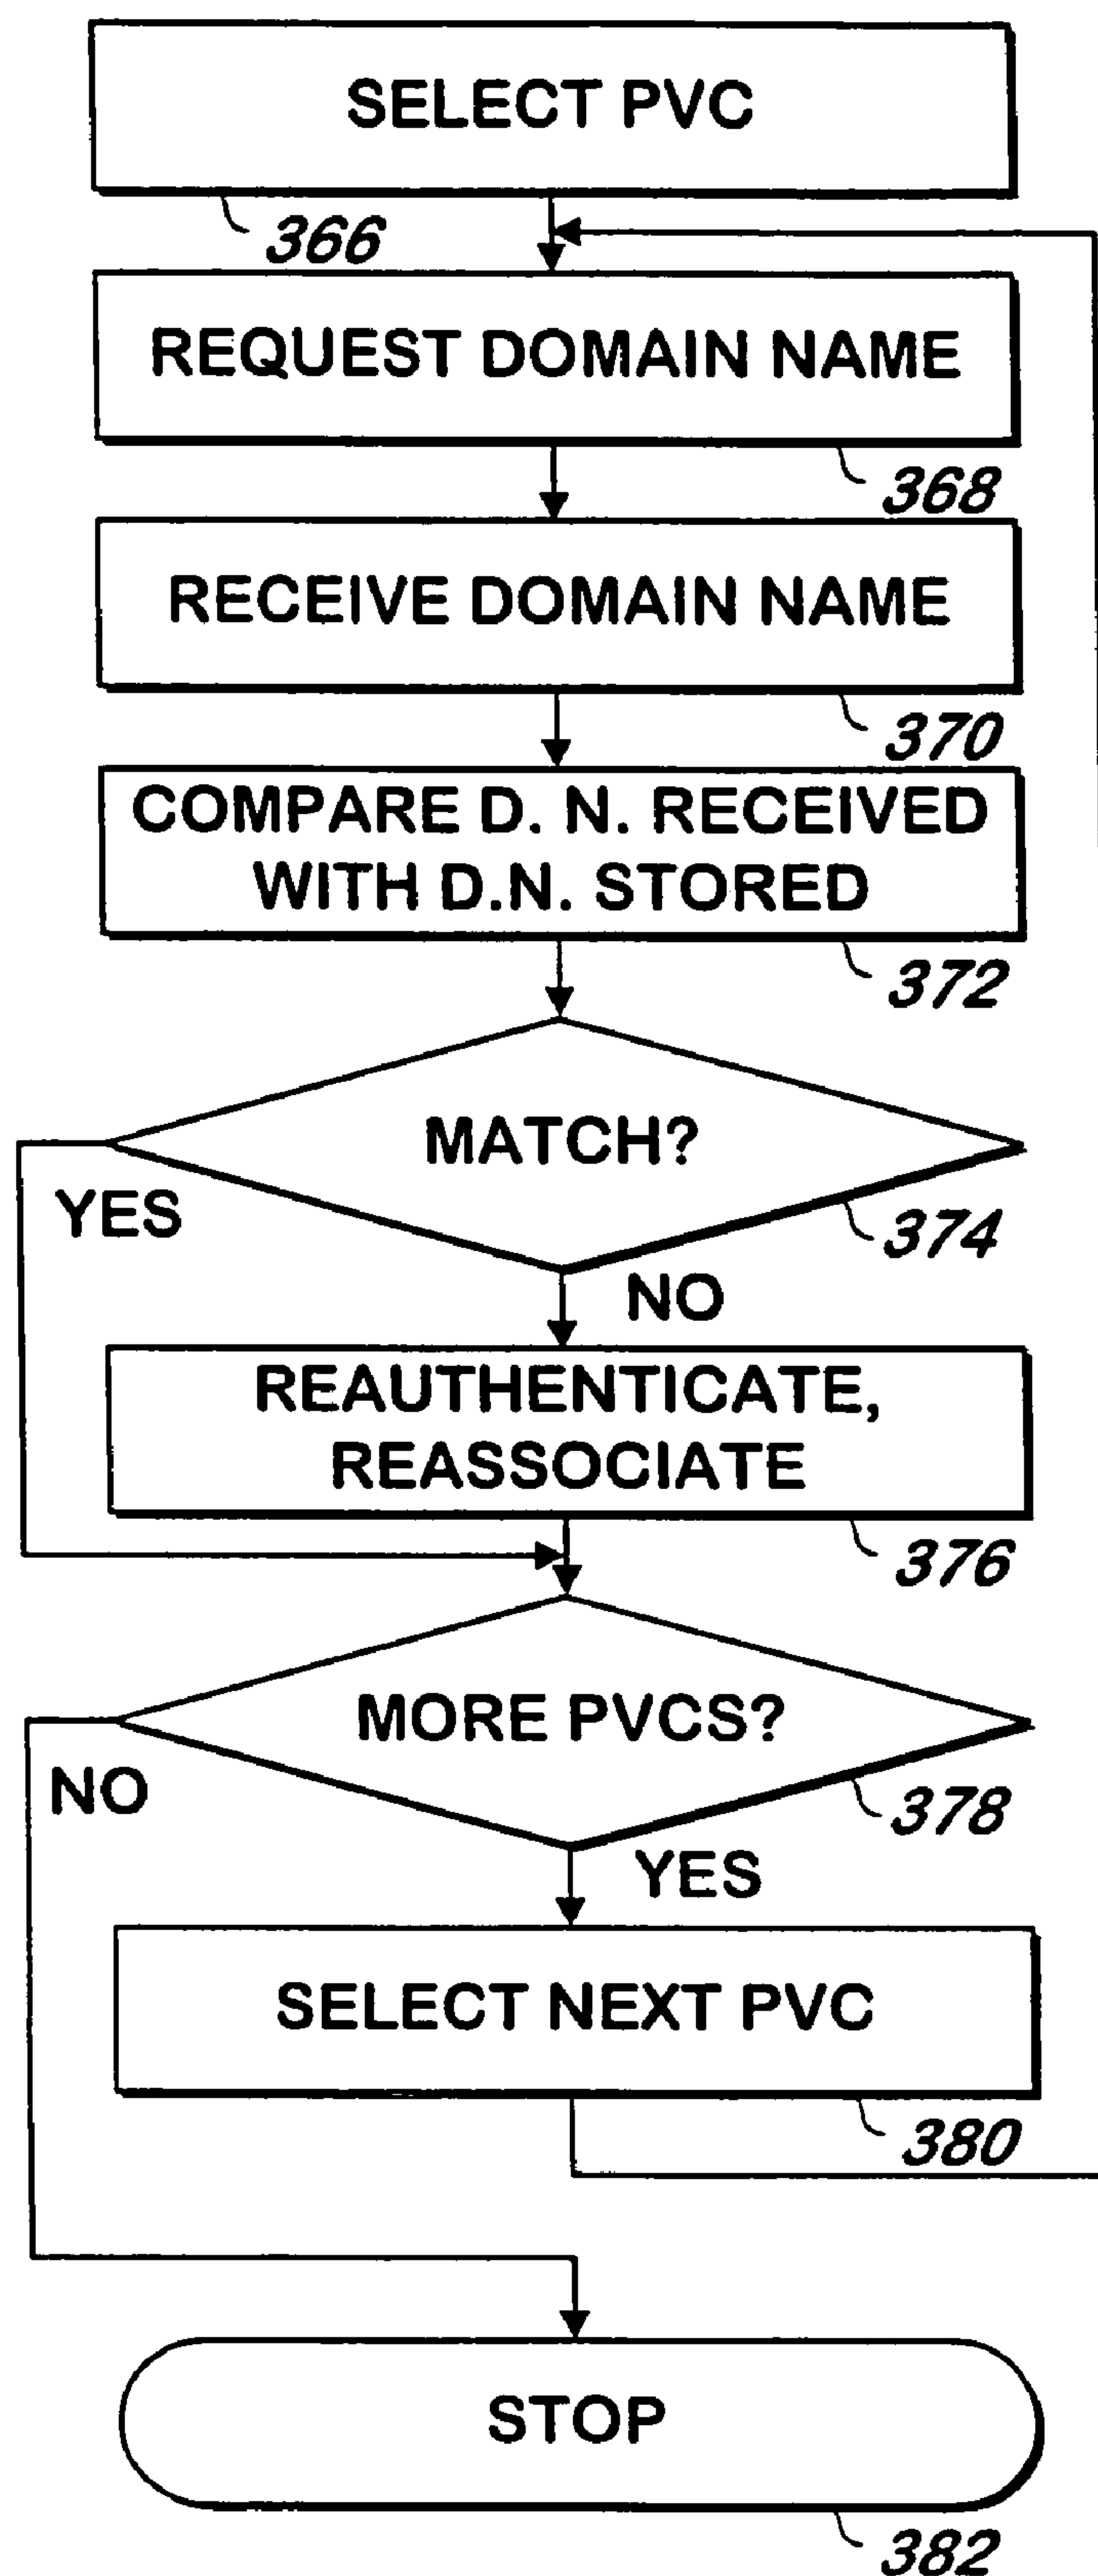 SELECT PVC
366
REQUEST DOMAIN NAME
368
RECEIVE DOMAIN NAME
370
COMPARE D. N. RECEIVED
WITH D.N. STORED
372
MATCH?
374
YES
NO
REAUTHENTICATE,
REASSOCIATE
376
MORE PVCS?
378
NO
YES
SELECT NEXT PVC
380
STOP
382